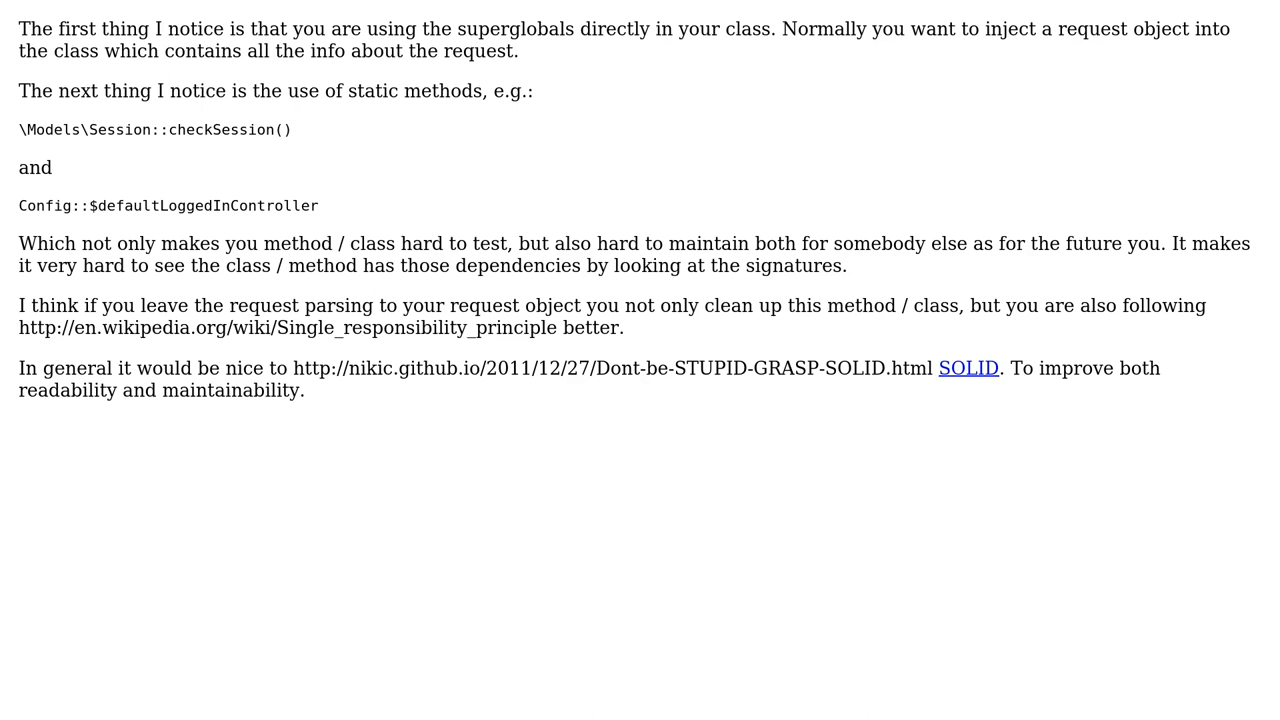 The first thing I notice is that you are using the superglobals directly in your class. Normally you want to inject a request object into
the class which contains all the info about the request.
The next thing I notice is the use of static methods, e.g.:
\Models\Session::checkSession()
and
Config::$defaultLoggedInController
Which not only makes you method / class hard to test, but also hard to maintain both for somebody else as for the future you. It makes
it very hard to see the class / method has those dependencies by looking at the signatures.
I think if you leave the request parsing to your request object you not only clean up this method / class, but you are also following
http://en.wikipedia.org/wiki/Single_responsibility_principle better.
In general it would be nice to http://nikic.github.io/2011/12/27/Dont-be-STUPID-GRASP-SOLID.html SOLID. To improve both
readability and maintainability.